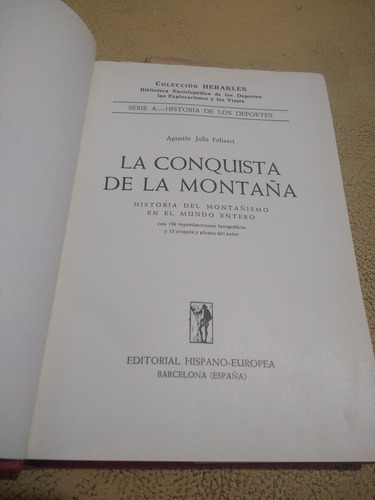 COLECCIÓN HERAKLES
Biblioteca Enciclopédica de los Deportes
las Exploraciones y los Viajes
SERIE A.—HISTORIA DE LOS DEPORTES
Agustín Jolis Felisart
LA CONQUISTA
DE LA MONTAÑA
HISTORIA DEL MONTAÑISMO
EN EL MUNDO ENTERO
con 106 reproducciones fotográficas
y 12 croquis y planos del autor
EDITORIAL HISPANO-EUROPEA
BARCELONA (ESPAÑA)